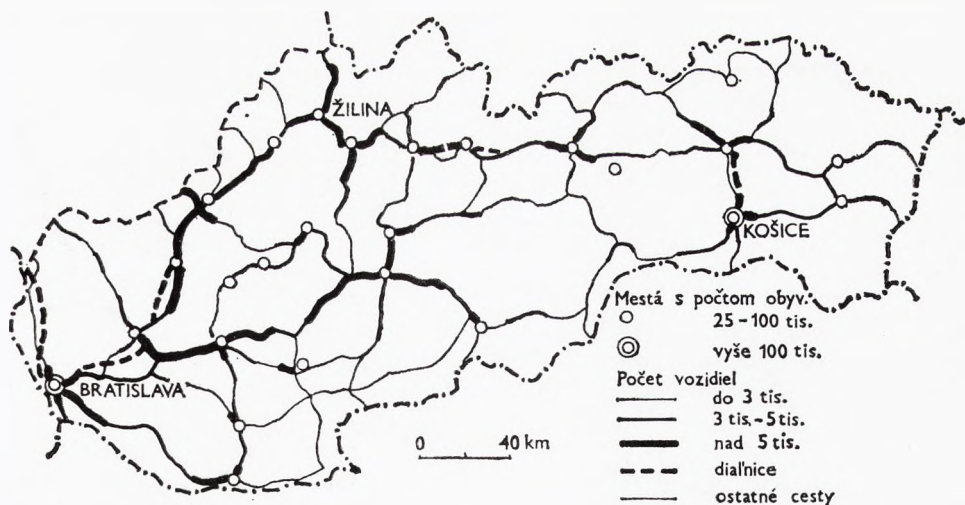 ŽILINA
KOŠICE
BRATISLAVA
Mestá s počtom obyv.
25-100 tis.
vyše 100 tis.
Počet vozidiel
do 3 tis.
3 tis.-5 tis.
nad 5 tis.
diaľnice
ostatné cesty
0 40 km